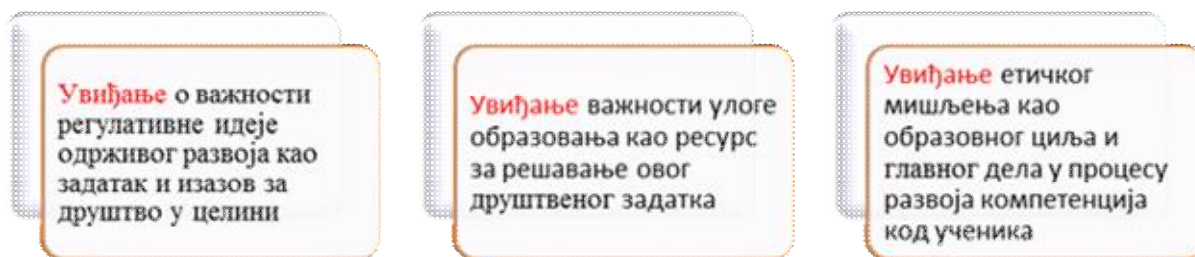 Увиђање о важности
регулативне идеје
одрживог развоја као
задатак и изазов за
друштво у целини
Увиђање важности улоге
образовања као ресурс
за решавање овог
друштвеног задатка
Увиђање етичког
мишљења као
образовног циља и
главног дела у процесу
развоја компетенција
код ученика